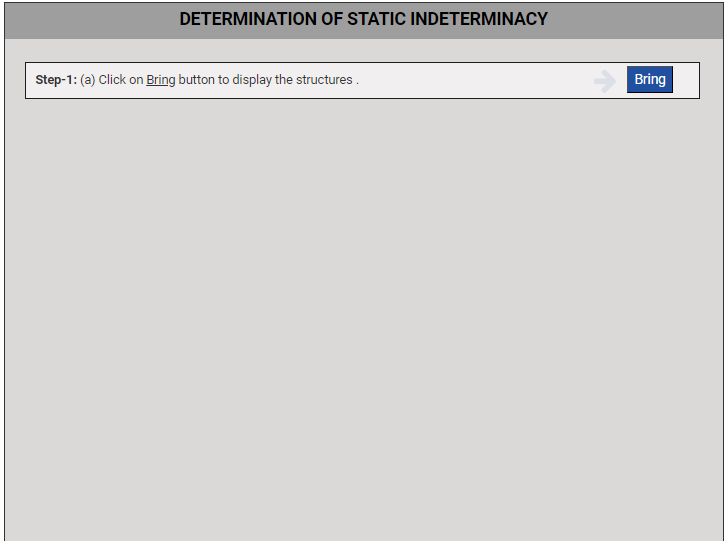 DETERMINATION OF STATIC INDETERMINACY
Step-1: (a) Click on Bring button to display the structures .
Bring